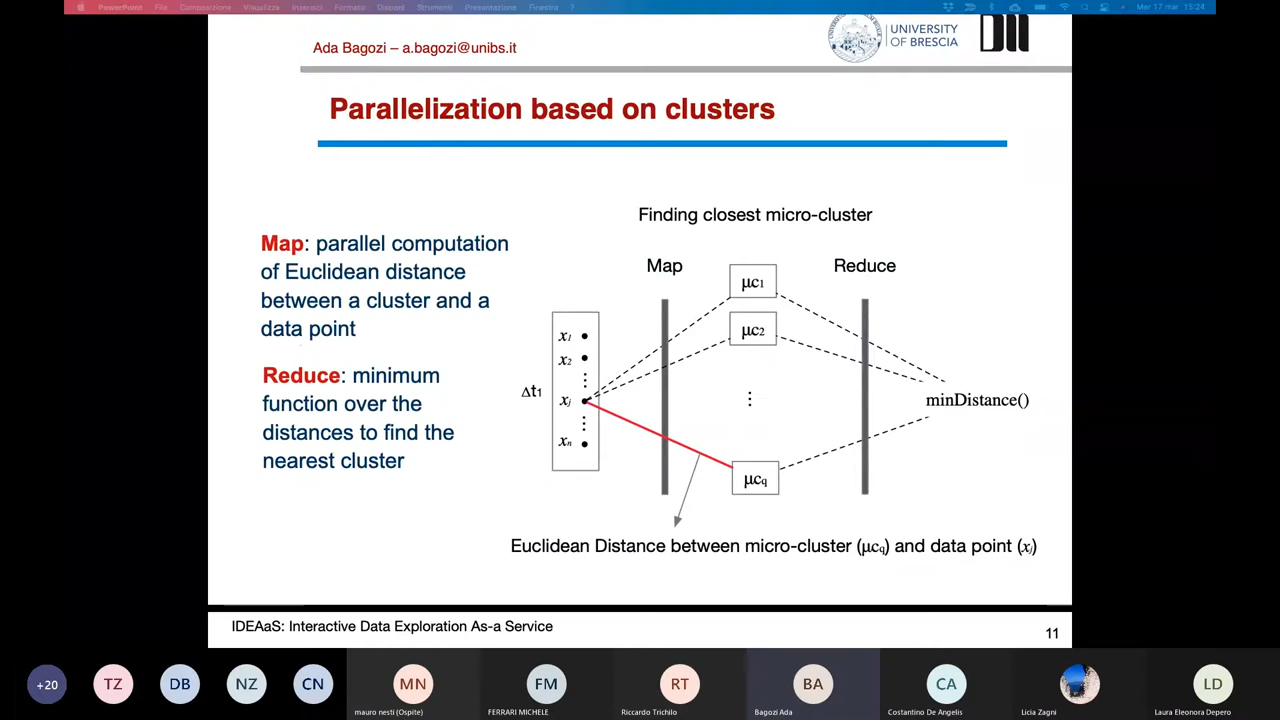 PowerPoint File Composizione Visualizza Inserisci Formato Disponi Strumenti Presentazione Finestra ? Mar 17 mar 15:24
Ada Bagozi – a.bagozi@unibs.it
UNIVERSITY
OF BRESCIA
Parallelization based on clusters
Finding closest micro-cluster
Map: parallel computation
of Euclidean distance
between a cluster and a
data point
Reduce: minimum
function over the
distances to find the
nearest cluster
Map
Reduce
μc1
μc2
⋮
μcq
x1
x2
⋮
xj
⋮
xn
Δt1
minDistance()
Euclidean Distance between micro-cluster (μcq) and data point (xj)
IDEAaS: Interactive Data Exploration As-a Service
11
+20
TZ
DB
NZ
CN
MN
mauro nesti (Ospite)
FM
FERRARI MICHELE
RT
Riccardo Trichilo
BA
Bagozi Ada
CA
Costantino De Angelis
Licia Zagni
LD
Laura Eleonora Depero